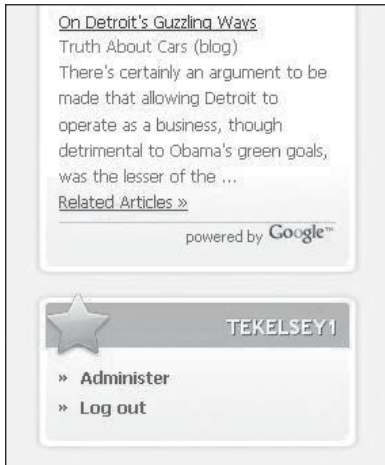 On Detroit's Guzzling Ways
Truth About Cars (blog)
There's certainly an argument to be
made that allowing Detroit to
operate as a business, though
detrimental to Obama's green goals,
was the lesser of the ...
Related Articles »
powered by Google™
TEKELSEY1
» Administer
» Log out